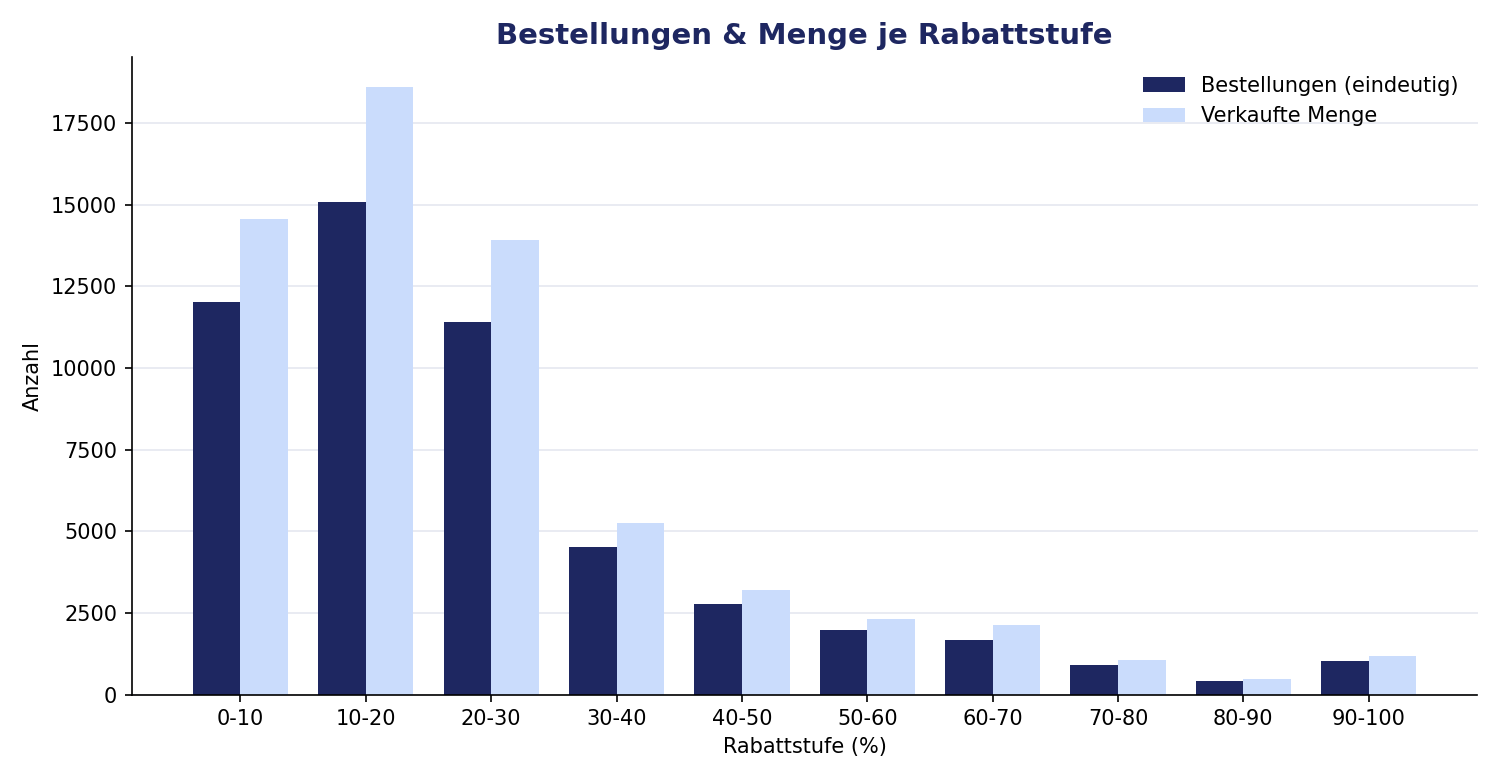 Bestellungen & Menge je Rabattstufe
Bestellungen (eindeutig)
Verkaufte Menge
Anzahl
17500
15000
12500
10000
7500
5000
2500
0
0-10 10-20 20-30 30-40 40-50 50-60 60-70 70-80 80-90 90-100
Rabattstufe (%)